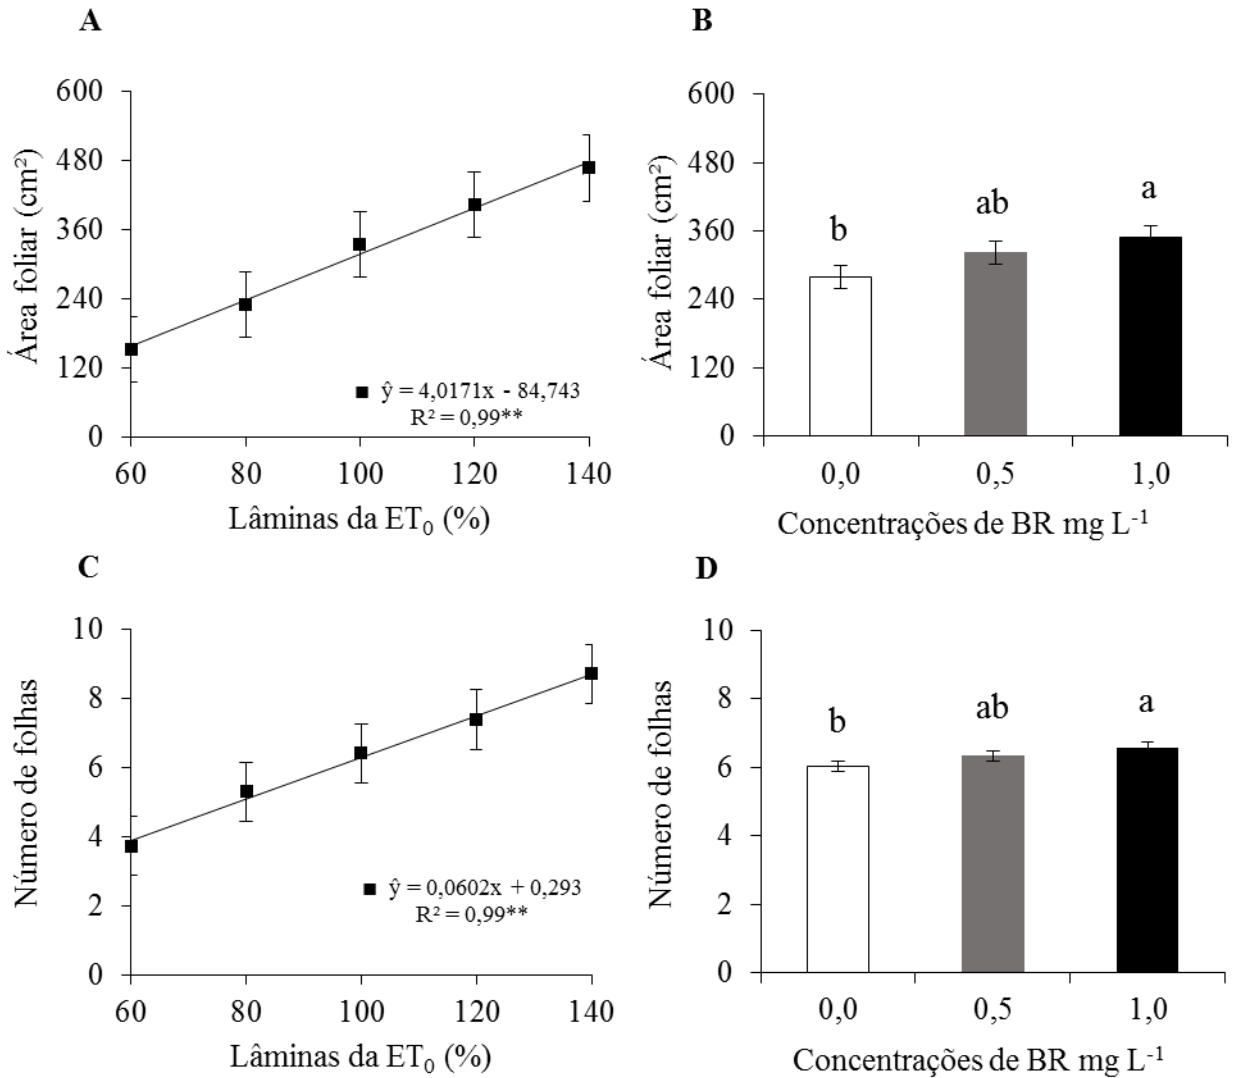 A
Área foliar (cm²)
600
480
360
240
120
0
ŷ = 4,0171x - 84,743
R² = 0,99**
60 80 100 120 140
Lâminas da ET₀ (%)
B
Área foliar (cm²)
600
480
360
240
120
0
b ab a
0,0 0,5 1,0
Concentrações de BR mg L⁻¹
C
Número de folhas
10
8
6
4
2
0
ŷ = 0,0602x + 0,293
R² = 0,99**
60 80 100 120 140
Lâminas da ET₀ (%)
D
Número de folhas
10
8
6
4
2
0
b ab a
0,0 0,5 1,0
Concentrações de BR mg L⁻¹